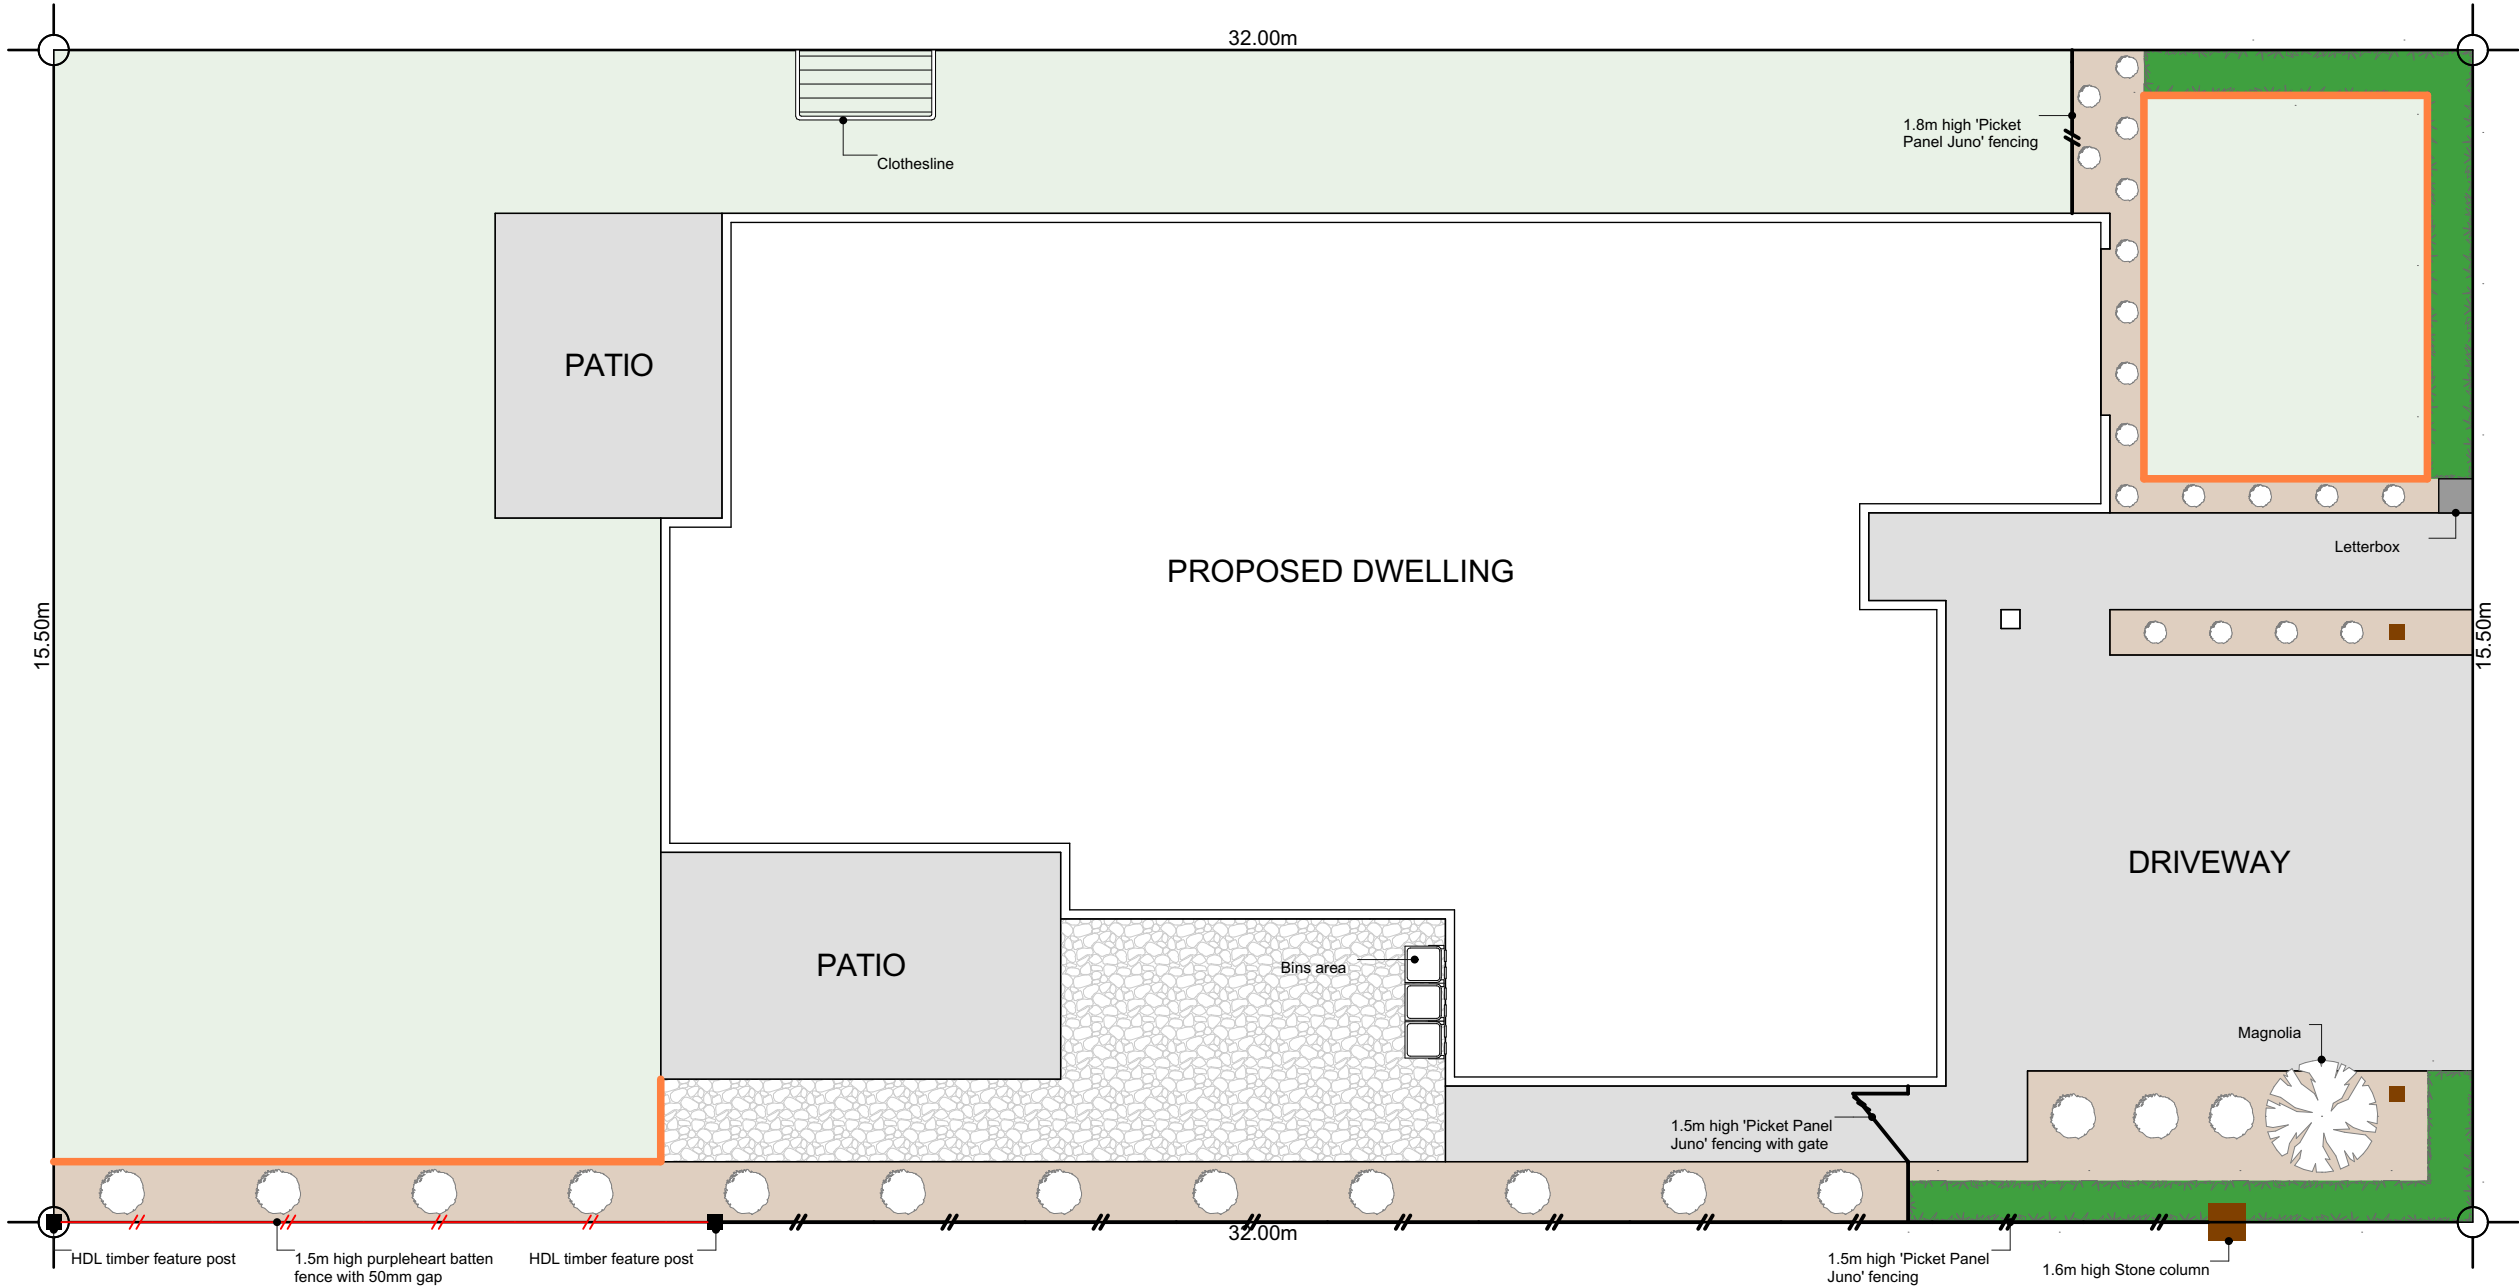 32.00m
1.8m high 'Picket
Panel Juno' fencing
Clothesline
PATIO
PROPOSED DWELLING
Letterbox
15.50m
15.50m
DRIVEWAY
PATIO
Bins area
Magnolia
1.5m high 'Picket Panel
Juno' fencing with gate
32.00m
HDL timber feature post
1.5m high purpleheart batten
fence with 50mm gap
HDL timber feature post
1.5m high 'Picket Panel
Juno' fencing
1.6m high Stone column